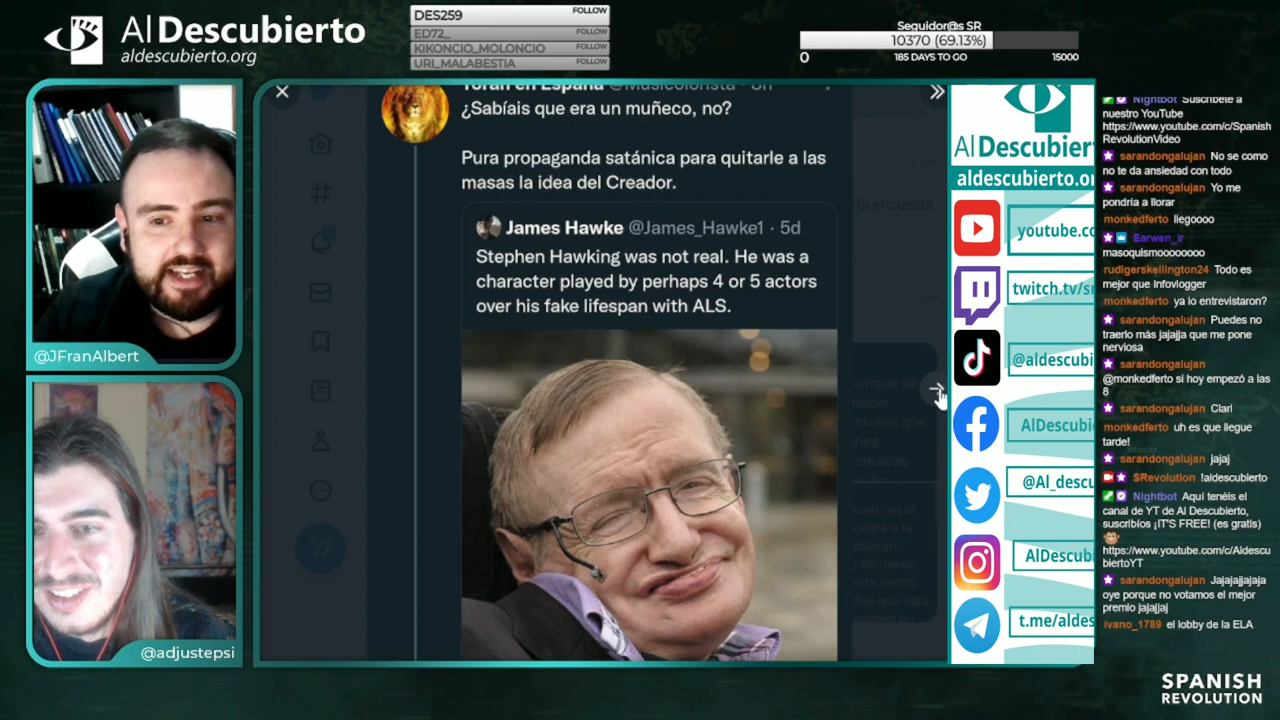 Al Descubierto
aldescubierto.org
DES259 FOLLOW
ED72_ FOLLOW
KIKONCIO_MOLONCIO FOLLOW
URI_MALABESTIA FOLLOW
Seguidor@s SR
10370 (69.13%)
0 185 DAYS TO GO 15000
@JFranAlbert
@adjustepsi
¿Sabíais que era un muñeco, no?
Pura propaganda satánica para quitarle a las
masas la idea del Creador.
James Hawke @James_Hawke1 · 5d
Stephen Hawking was not real. He was a
character played by perhaps 4 or 5 actors
over his fake lifespan with ALS.
Al Descubier
aldescubierto.or
youtube.co
twitch.tv/s
@aldescubi
AlDescubi
@Al_descu
AlDescub
t.me/aldes
Nightbot Suscríbete a
nuestro YouTube
https://www.youtube.com/c/Spanish
RevolutionVideo
sarandongalujan No se como
no te da ansiedad con todo
sarandongalujan Yo me
pondría a llorar
monkedferto llegoooo
Earwen_ir
masoquismoooooooo
rudigerskellington24 Todo es
mejor que Infovlogger
monkedferto ya lo entrevistaron?
sarandongalujan Puedes no
traerlo más jajajja que me pone
nerviosa
sarandongalujan
@monkedferto si hoy empezó a las
8
sarandongalujan Clarl
monkedferto uh es que llegue
tarde!
sarandongalujan jajaj
SRevolution !aldescubierto
Nightbot Aquí tenéis el
canal de YT de Al Descubierto,
suscribíos ¡IT'S FREE! (es gratis)
https://www.youtube.com/c/Aldescu
biertoYT
sarandongalujan Jajajajjajaja
oye porque no votamos el mejor
premio jajajjaj
ivano_1789 el lobby de la ELA
SPANISH
REVOLUTION